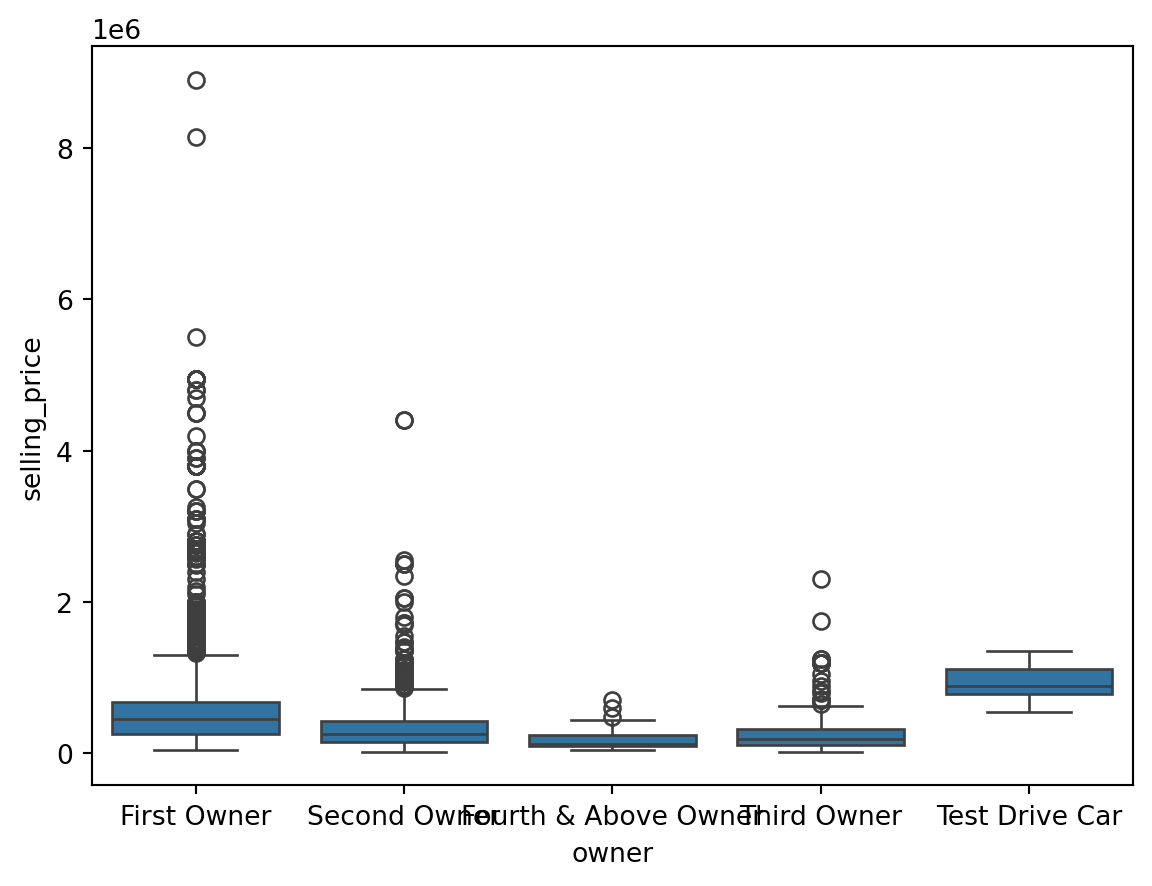 1e6
8
6
4
2
0
selling_price
First Owner
Second Owner
Fourth & Above Owner
Third Owner
Test Drive Car
owner